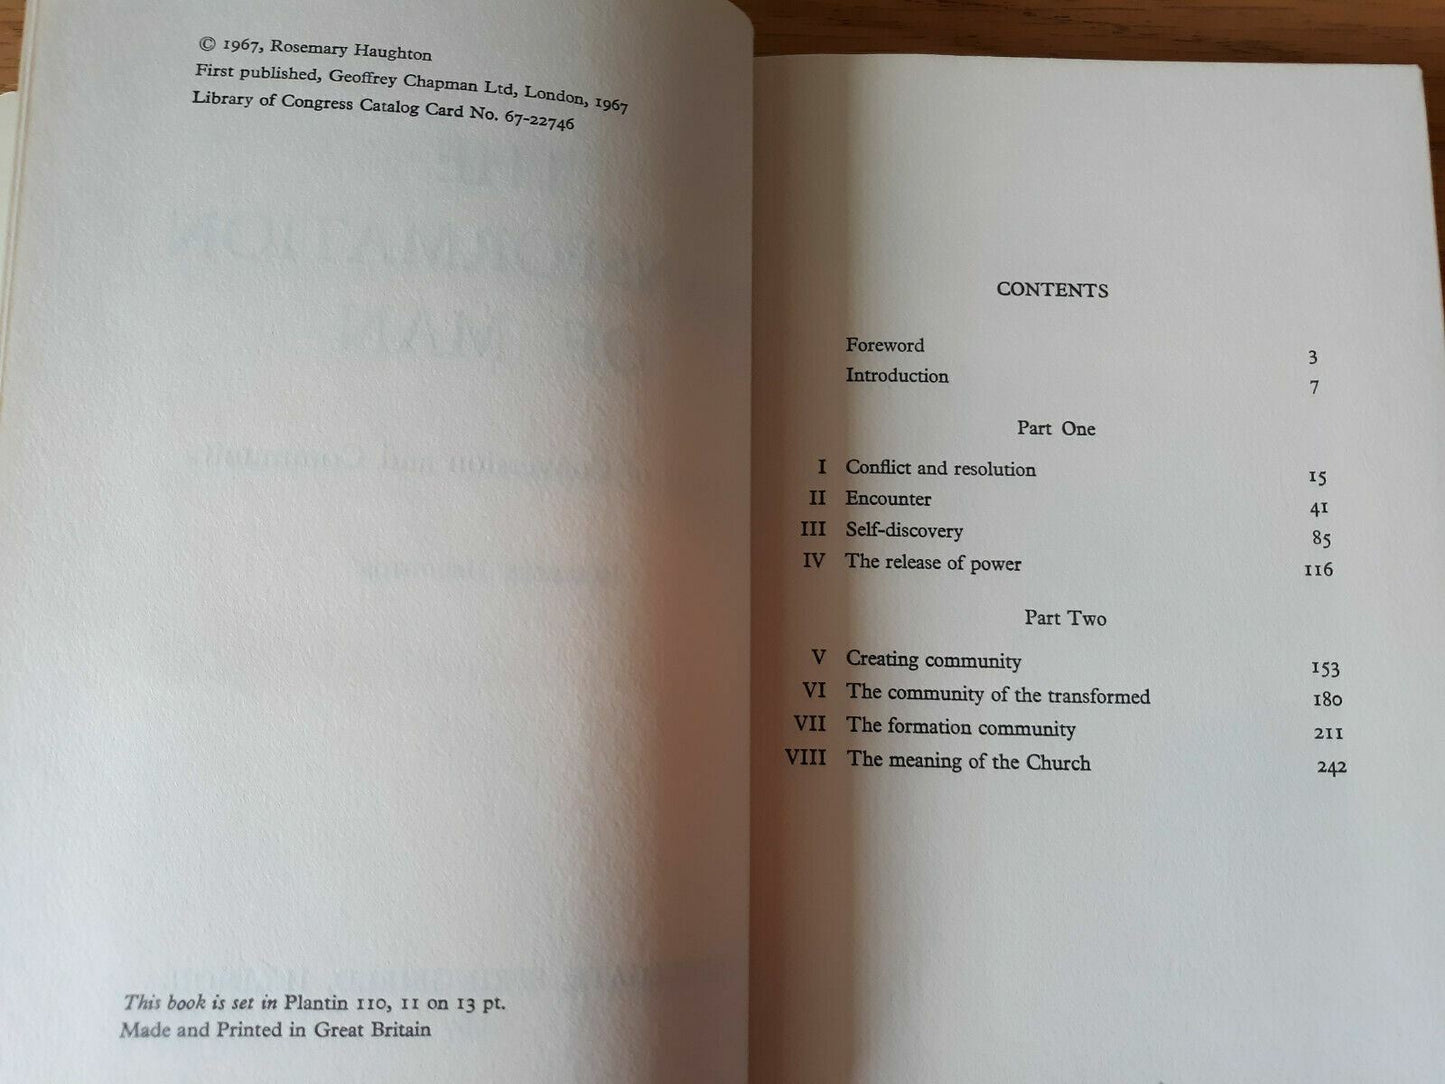 © 1967, Rosemary Haughton
First published, Geoffrey Chapman Ltd, London, 1967
Library of Congress Catalog Card No. 67-22746
This book is set in Plantin 110, 11 on 13 pt.
Made and Printed in Great Britain
CONTENTS
Foreword 3
Introduction 7
Part One
I Conflict and resolution 15
II Encounter 41
III Self-discovery 85
IV The release of power 116
Part Two
V Creating community 153
VI The community of the transformed 180
VII The formation community 211
VIII The meaning of the Church 242